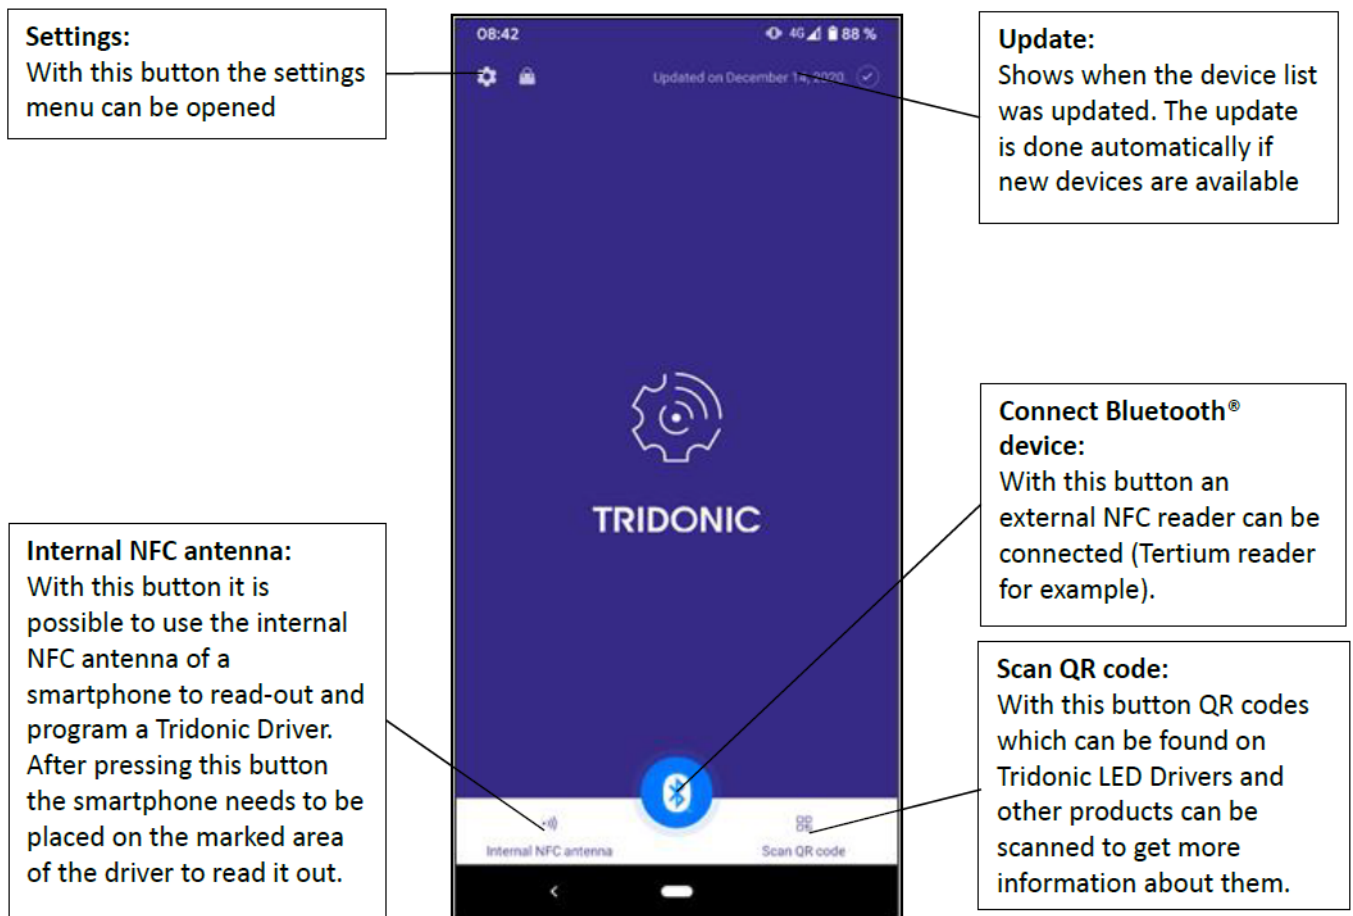 Settings:
With this button the settings
menu can be opened
08:42
4G 88 %
Updated on December 14, 2020
Update:
Shows when the device list
was updated. The update
is done automatically if
new devices are available
TRIDONIC
Connect Bluetooth®
device:
With this button an
external NFC reader can be
connected (Tertium reader
for example).
Internal NFC antenna:
With this button it is
possible to use the internal
NFC antenna of a
smartphone to read-out and
program a Tridonic Driver.
After pressing this button
the smartphone needs to be
placed on the marked area
of the driver to read it out.
Scan QR code:
With this button QR codes
which can be found on
Tridonic LED Drivers and
other products can be
scanned to get more
information about them.
Internal NFC antenna
Scan QR code